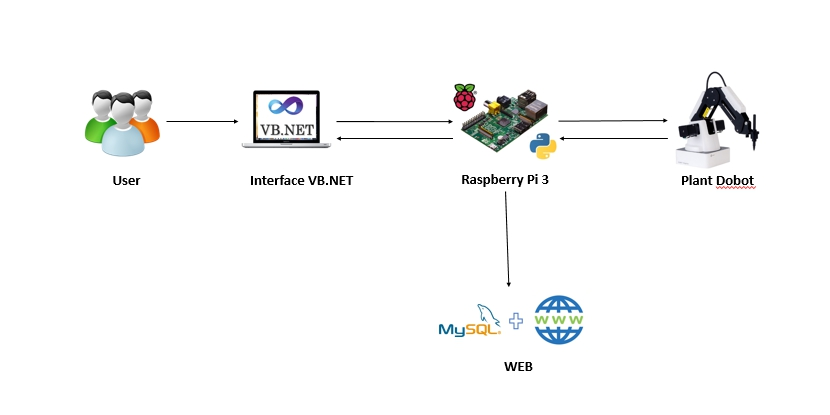 VB.NET
User
Interface VB.NET
Raspberry Pi 3
Plant Dobot
MySQL
WWW
WEB